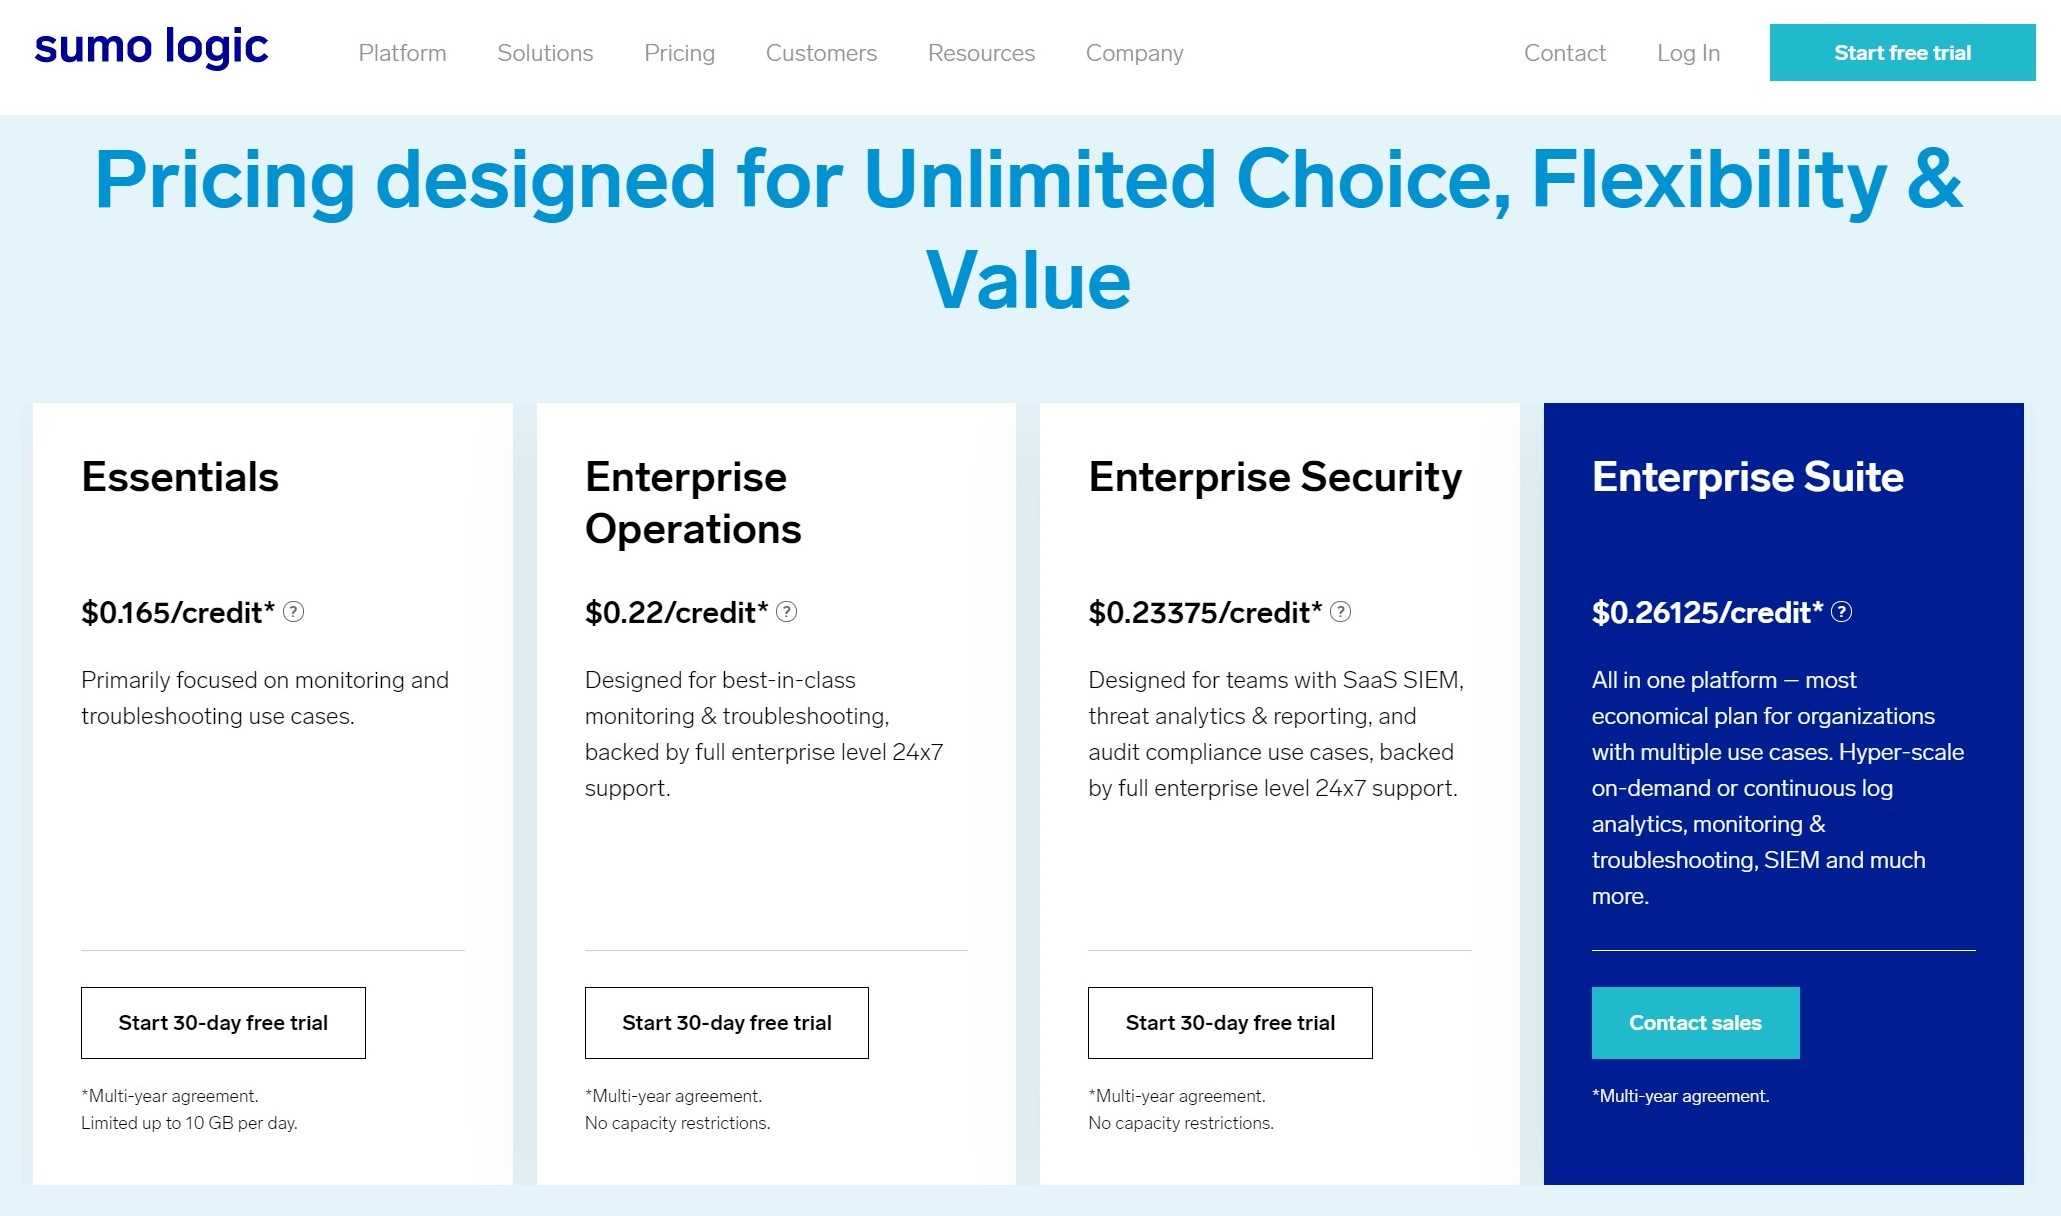 sumo logic
Platform Solutions Pricing Customers Resources Company Contact Log In Start free trial
Pricing designed for Unlimited Choice, Flexibility &
Value
Essentials
$0.165/credit* ?
Primarily focused on monitoring and
troubleshooting use cases.
Start 30-day free trial
*Multi-year agreement.
Limited up to 10 GB per day.
Enterprise
Operations
$0.22/credit* ?
Designed for best-in-class
monitoring & troubleshooting,
backed by full enterprise level 24x7
support.
Start 30-day free trial
*Multi-year agreement.
No capacity restrictions.
Enterprise Security
$0.23375/credit* ?
Designed for teams with SaaS SIEM,
threat analytics & reporting, and
audit compliance use cases, backed
by full enterprise level 24x7 support.
Start 30-day free trial
*Multi-year agreement.
No capacity restrictions.
Enterprise Suite
$0.26125/credit* ?
All in one platform – most
economical plan for organizations
with multiple use cases. Hyper-scale
on-demand or continuous log
analytics, monitoring &
troubleshooting, SIEM and much
more.
Contact sales
*Multi-year agreement.